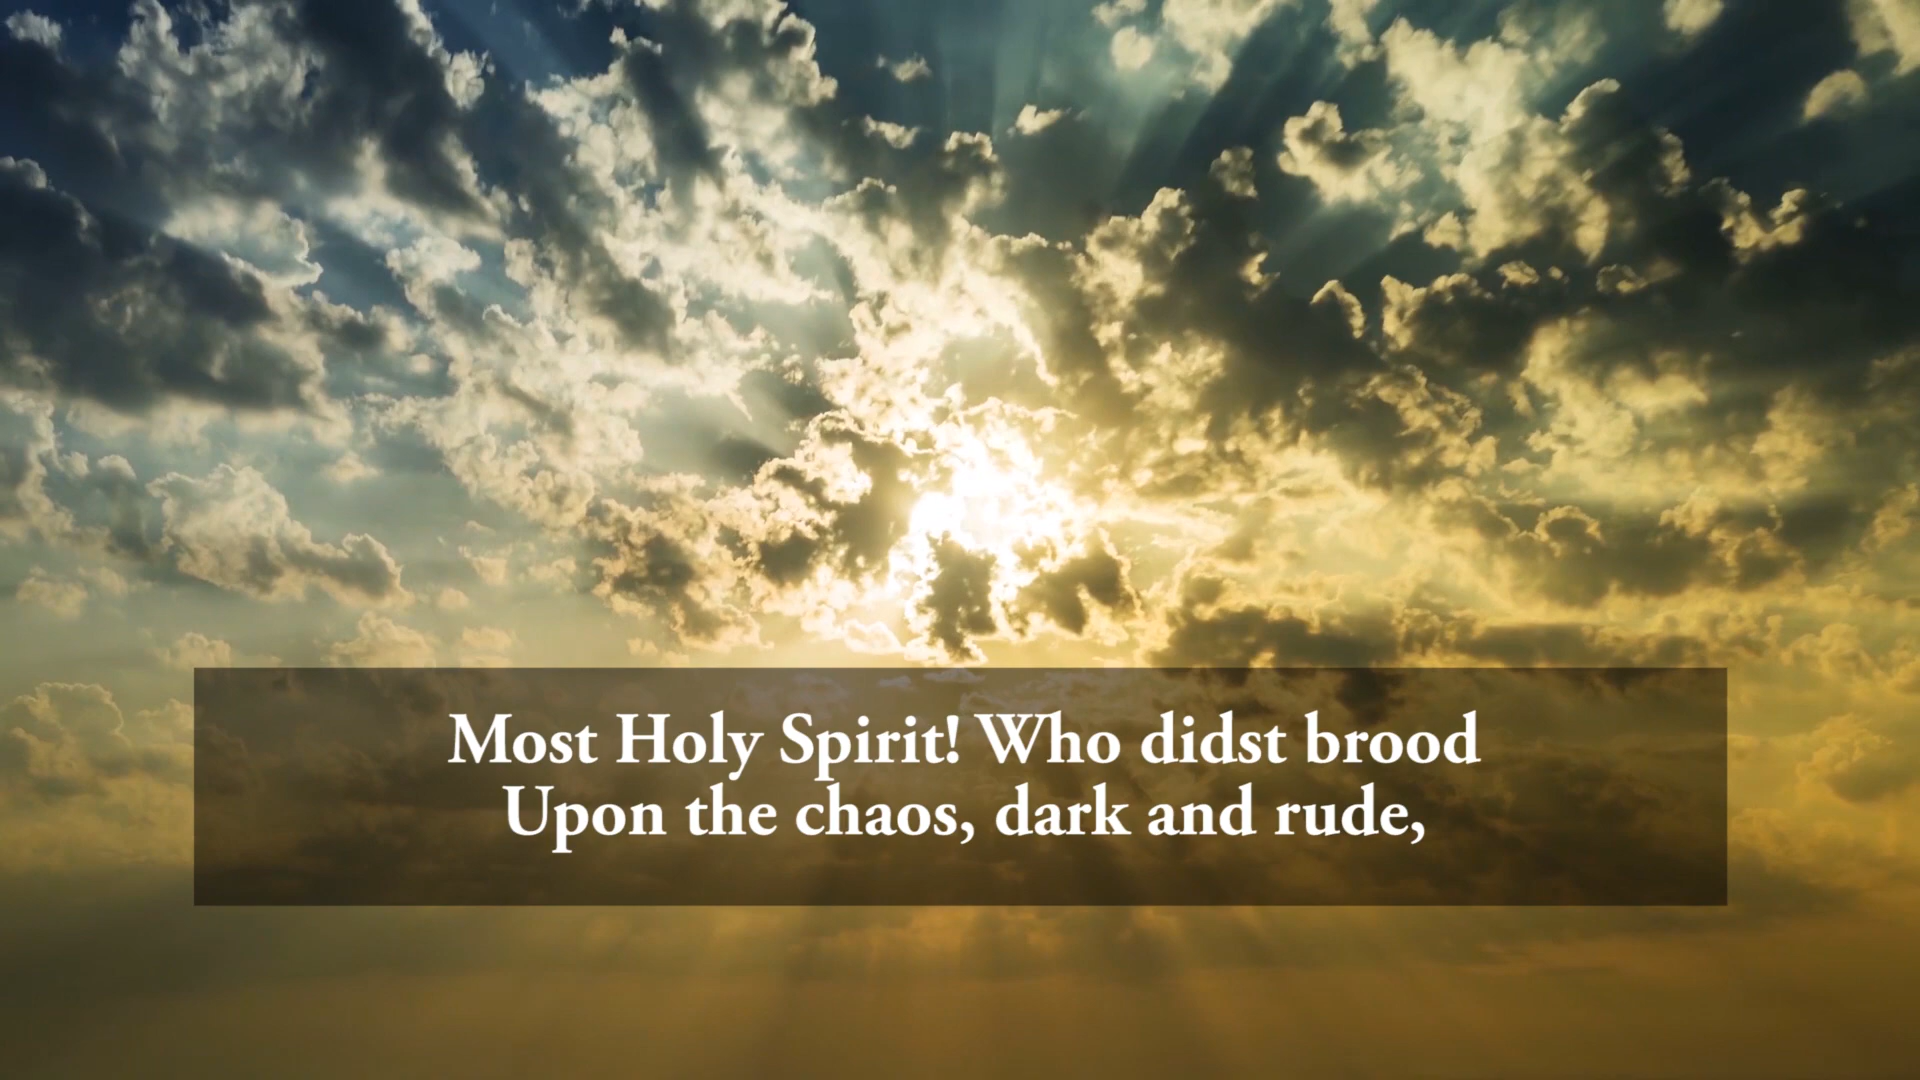 Most Holy Spirit! Who didst brood
Upon the chaos, dark and rude,